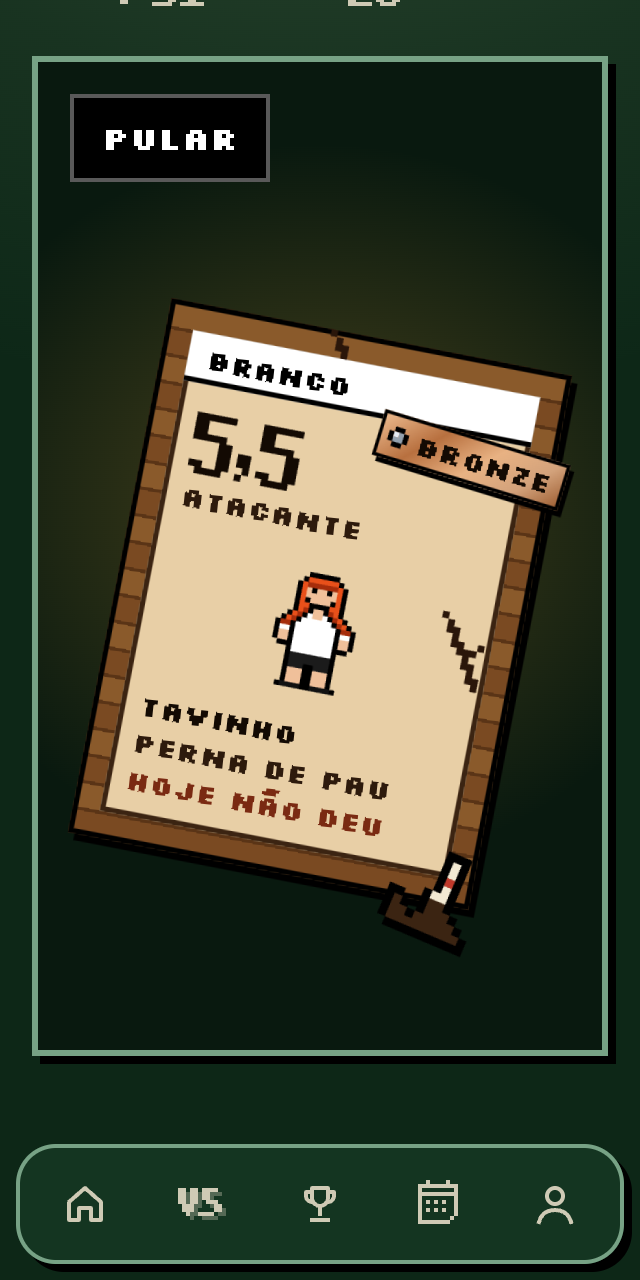 PULAR
BRANCO
BRONZE
5,5
ATACANTE
TAVINHO
PERNA DE PAU
HOJE NÃO DEU
VS